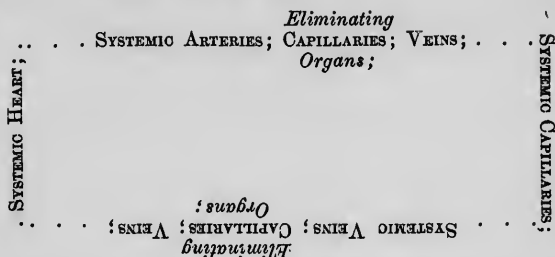 Eliminating
. . . SYSTEMIC ARTERIES; CAPILLARIES; VEINS; . . .
Organs;
SYSTEMIC CAPILLARIES;
Eliminating
SYSTEMIC VEINS; CAPILLARIES; VEINS; . . . .
Organs;
SYSTEMIC HEART; :